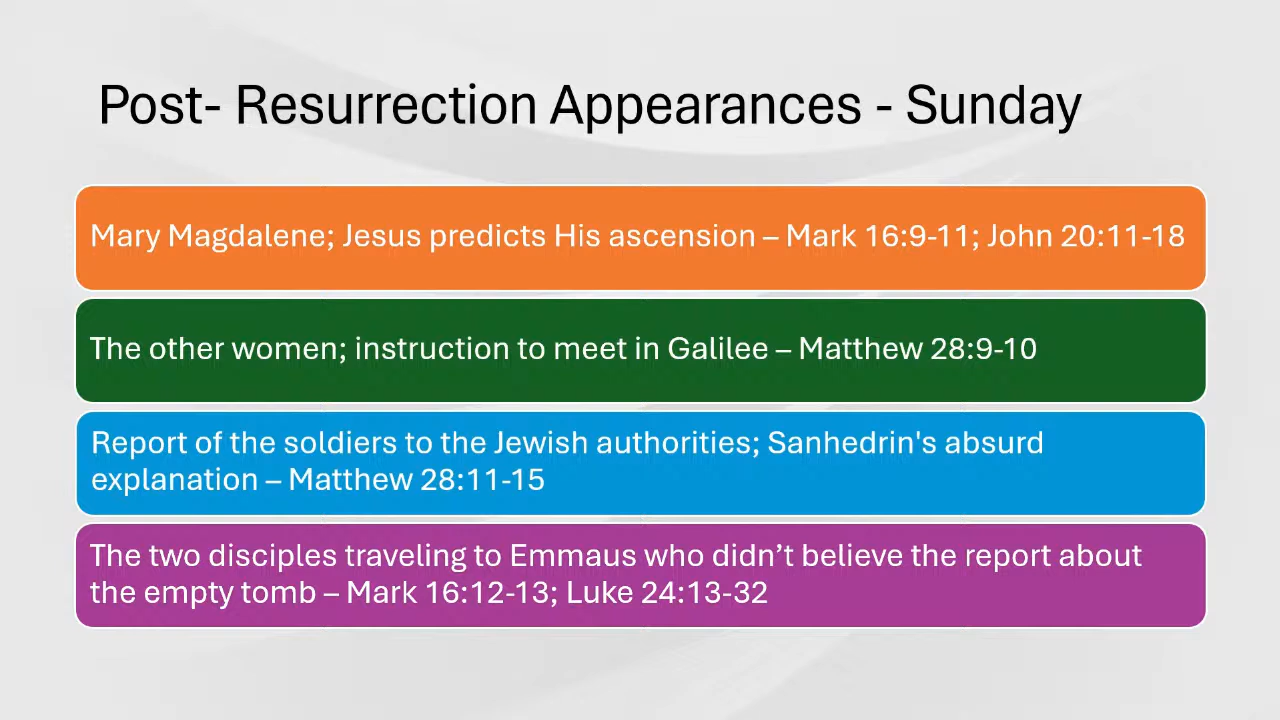 Post- Resurrection Appearances - Sunday
Mary Magdalene; Jesus predicts His ascension – Mark 16:9-11; John 20:11-18
The other women; instruction to meet in Galilee – Matthew 28:9-10
Report of the soldiers to the Jewish authorities; Sanhedrin's absurd
explanation – Matthew 28:11-15
The two disciples traveling to Emmaus who didn’t believe the report about
the empty tomb – Mark 16:12-13; Luke 24:13-32